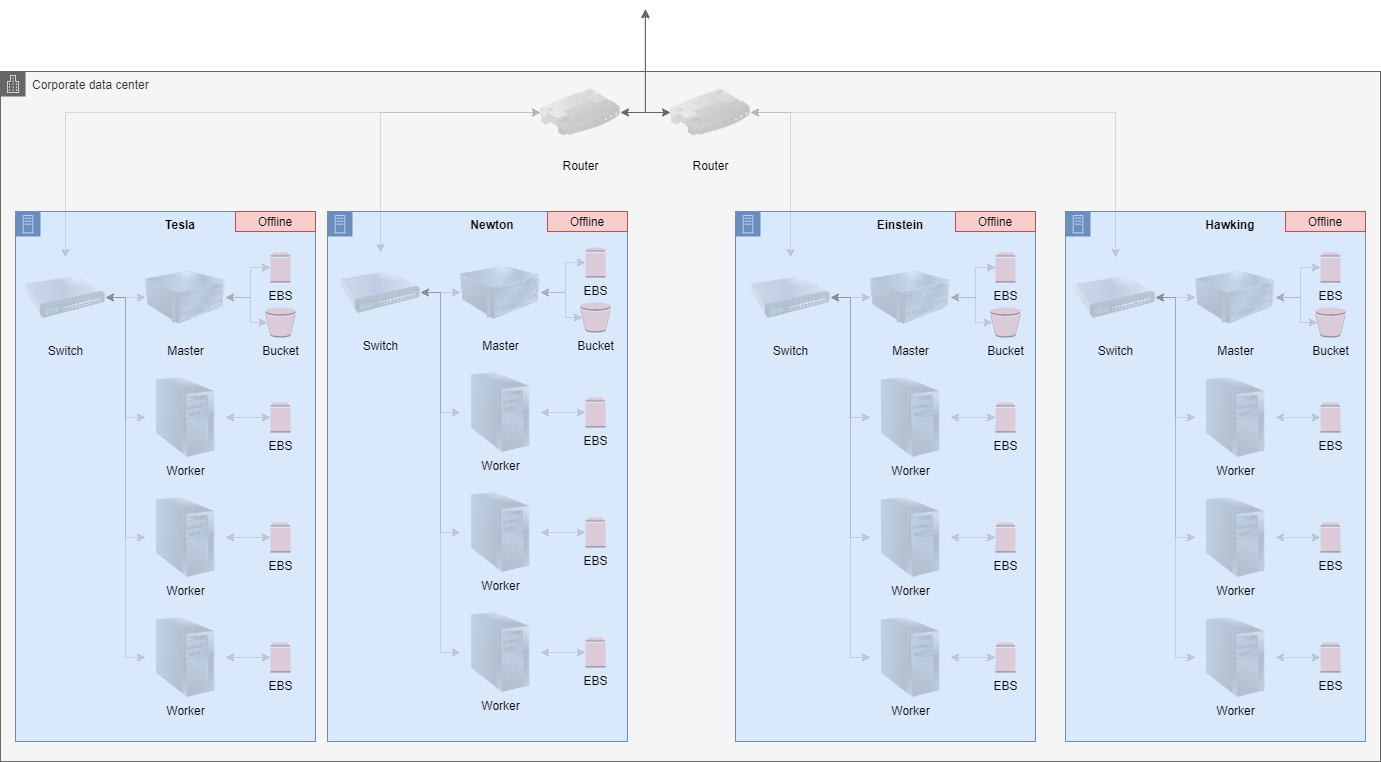 Corporate data center
Router
Router
Tesla
Offline
Newton
Offline
Einstein
Offline
Hawking
Offline
EBS
Switch
Master
Bucket
Worker
EBS
Worker
EBS
Worker
EBS
EBS
Switch
Master
Bucket
Worker
EBS
Worker
EBS
Worker
EBS
EBS
Switch
Master
Bucket
Worker
EBS
Worker
EBS
Worker
EBS
EBS
Switch
Master
Bucket
Worker
EBS
Worker
EBS
Worker
EBS